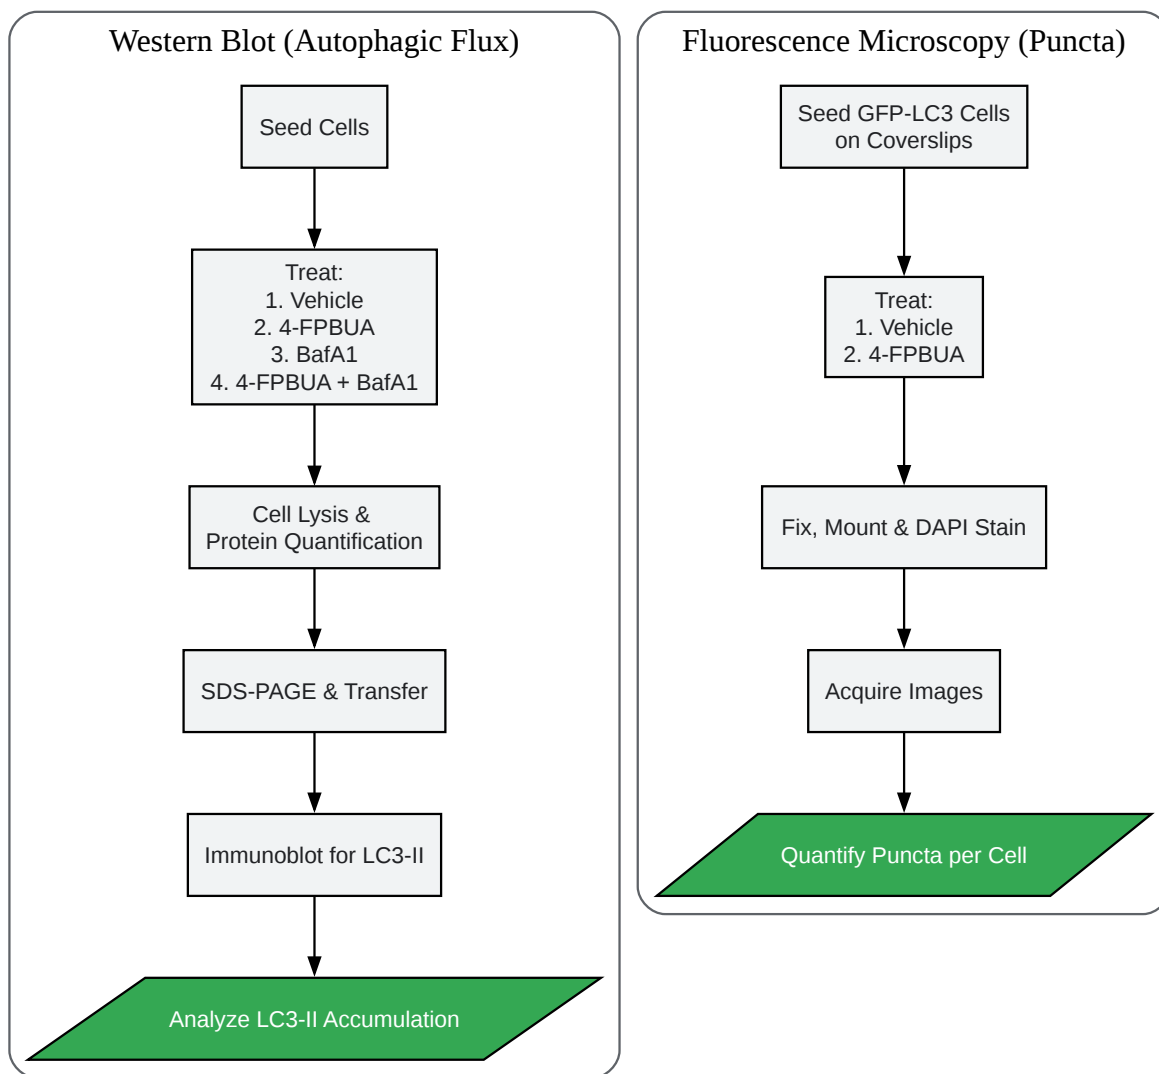 Western Blot (Autophagic Flux)
Seed Cells
Treat:
1. Vehicle
2. 4-FPBUA
3. BafA1
4. 4-FPBUA + BafA1
Cell Lysis &
Protein Quantification
SDS-PAGE & Transfer
Immunoblot for LC3-II
Analyze LC3-II Accumulation
Fluorescence Microscopy (Puncta)
Seed GFP-LC3 Cells
on Coverslips
Treat:
1. Vehicle
2. 4-FPBUA
Fix, Mount & DAPI Stain
Acquire Images
Quantify Puncta per Cell